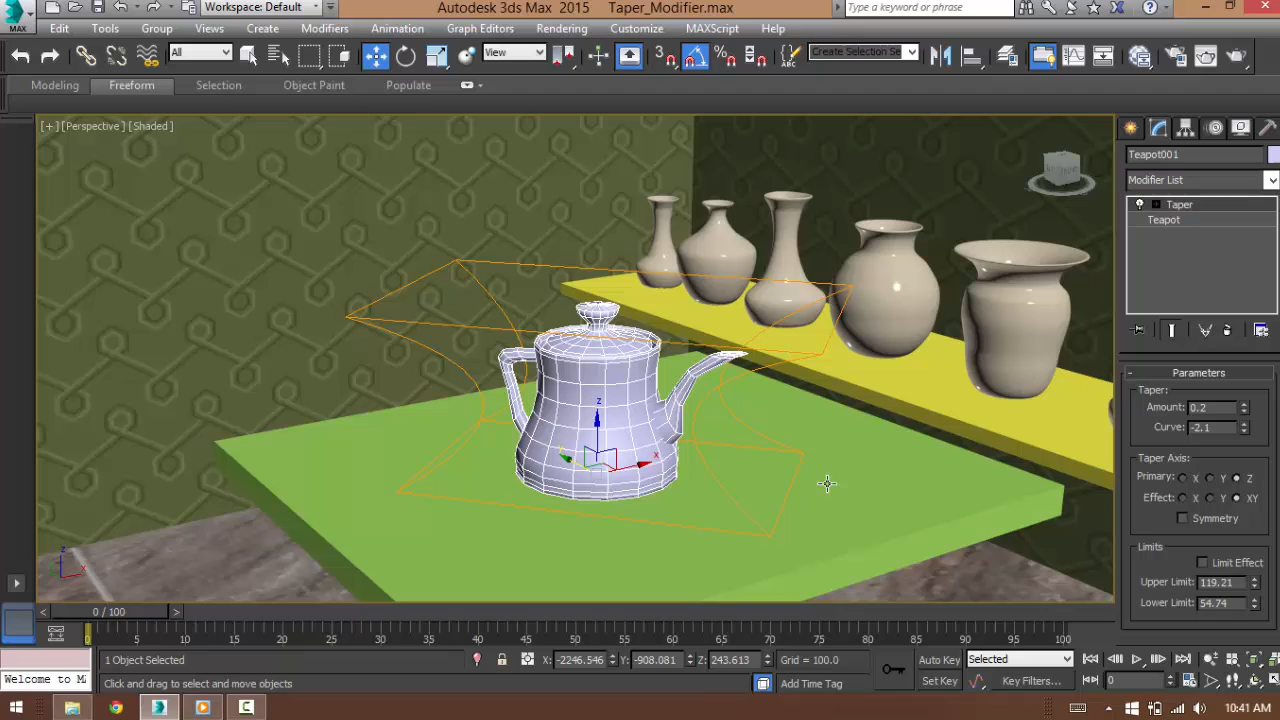 Workspace: Default
Autodesk 3ds Max 2015 Taper_Modifier.max
Type a keyword or phrase
MAX
Edit Tools Group Views Create Modifiers Animation Graph Editors Rendering Customize MAXScript Help
All
View
3
Create Selection Se
ABC
Modeling Freeform Selection Object Paint Populate
[+] [Perspective] [Shaded]
Teapot001
Modifier List
Taper
Teapot
Parameters
Taper:
Amount: 0.2
Curve: -2.1
Taper Axis:
Primary: X Y Z
Effect: X Y XY
Symmetry
Limits
Limit Effect
Upper Limit: 119.21
Lower Limit: 54.74
z
x
z
0 / 100
0 5 10 15 20 25 30 35 40 45 50 55 60 65 70 75 80 85 90 95 100
1 Object Selected
X: -2246.546 Y: -908.081 Z: 243.613 Grid = 100.0
Auto Key Selected
Welcome to MA
Click and drag to select and move objects
Add Time Tag
Set Key Key Filters... 0
10:41 AM